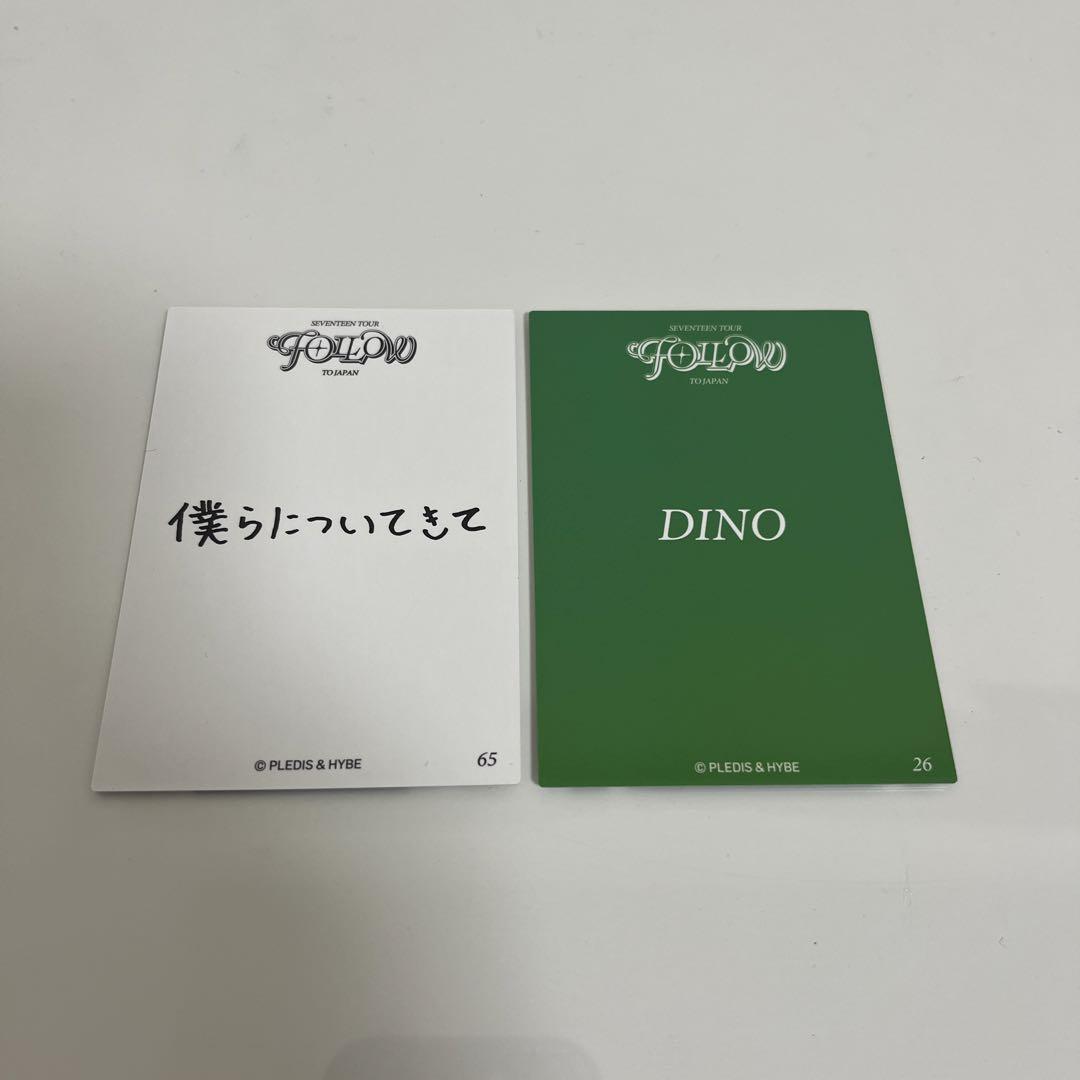 SEVENTEEN TOUR
FOLLOW
TO JAPAN
僕らについてきて
© PLEDIS & HYBE
65
SEVENTEEN TOUR
FOLLOW
TO JAPAN
DINO
© PLEDIS & HYBE
26